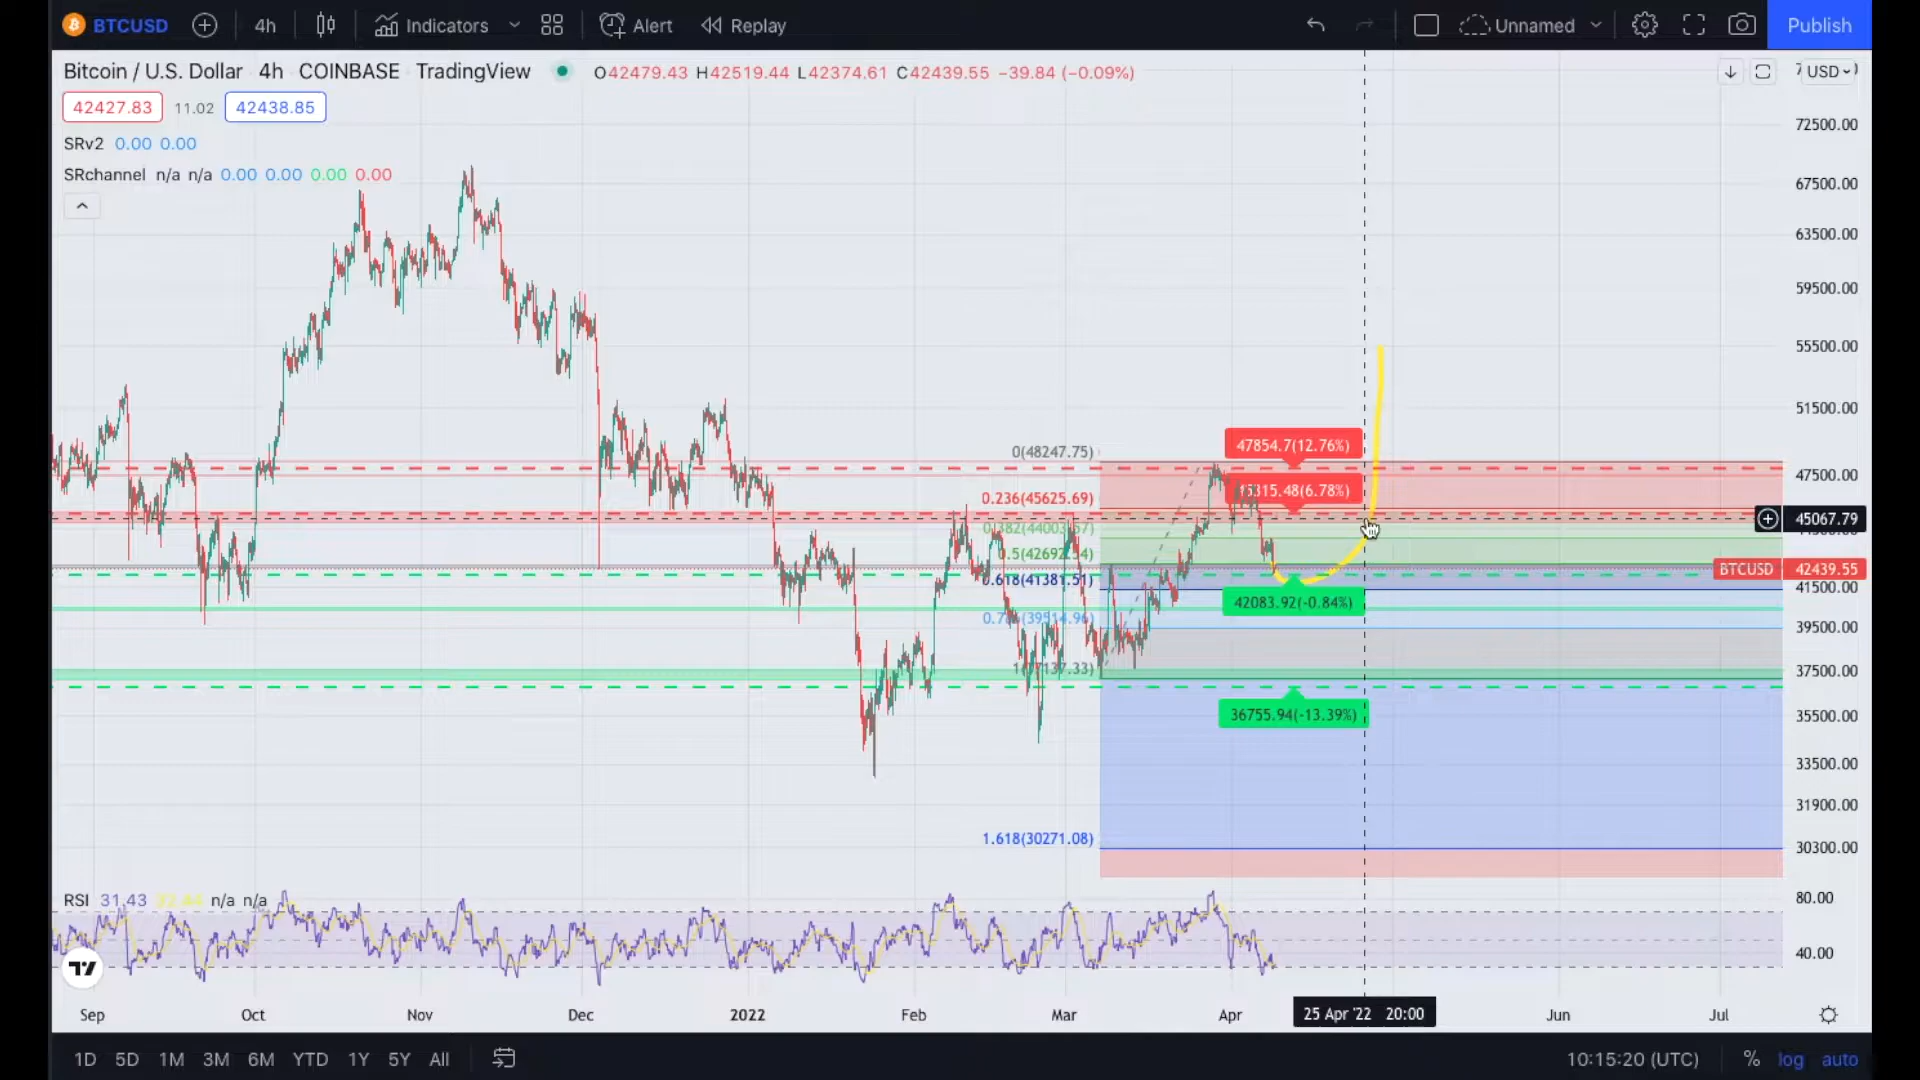 BTCUSD 4h Indicators Alert Replay Unnamed Publish
Bitcoin / U.S. Dollar 4h COINBASE TradingView O42479.43 H42519.44 L42374.61 C42439.55 −39.84 (−0.09%)
USD
42427.83 11.02 42438.85
SRv2 0.00 0.00
SRchannel n/a n/a 0.00 0.00 0.00 0.00
72500.00
67500.00
63500.00
59500.00
55500.00
51500.00
47500.00
45067.79
BTCUSD 42439.55
41500.00
39500.00
37500.00
35500.00
33500.00
31900.00
30300.00
0(48247.75)
0.236(45625.69)
0.618(41381.51)
1.618(30271.08)
47854.7(12.76%)
42083.92(-0.84%)
36755.94(-13.39%)
RSI 31.43 n/a n/a
80.00
40.00
Sep Oct Nov Dec 2022 Feb Mar Apr 25 Apr '22 20:00 Jun Jul
1D 5D 1M 3M 6M YTD 1Y 5Y All 10:15:20 (UTC) % log auto